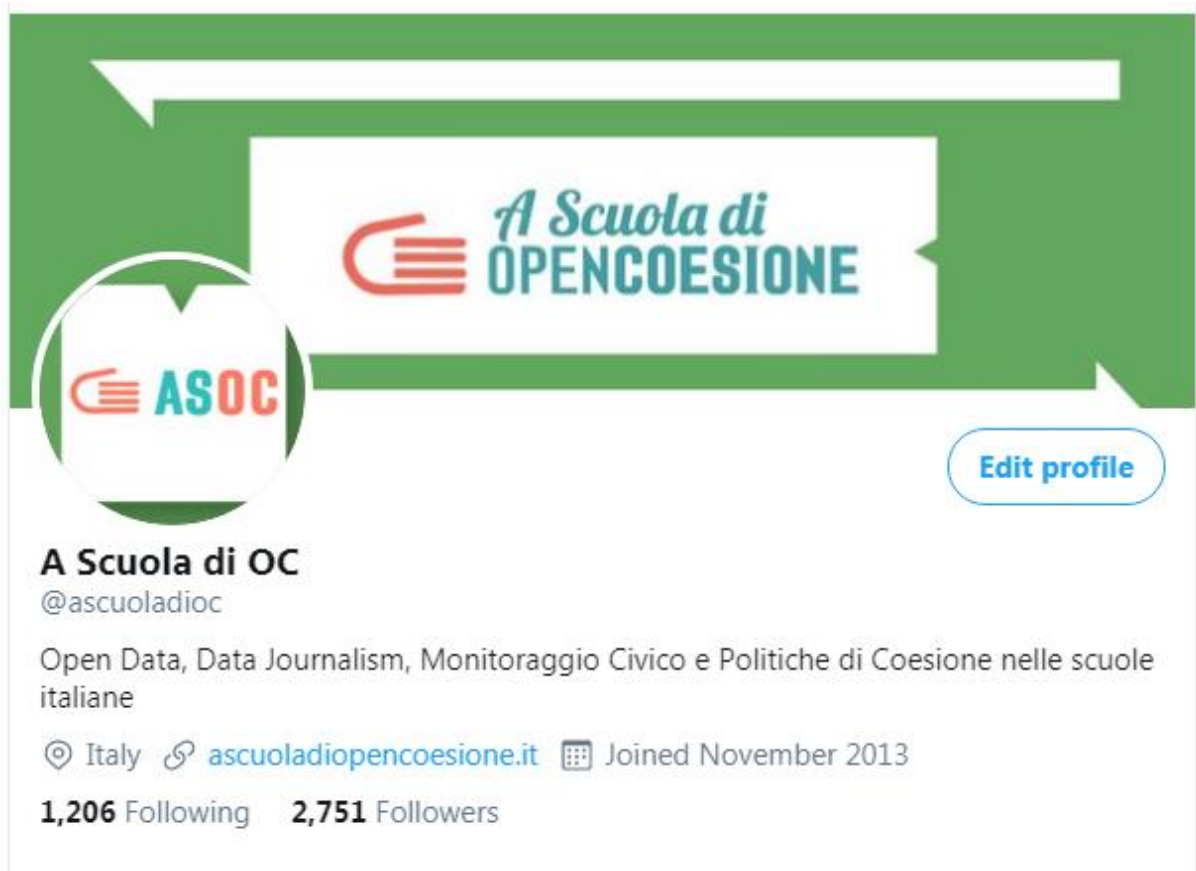 A Scuola di
OPENCOESIONE
ASOC
Edit profile
A Scuola di OC
@ascuoladioc
Open Data, Data Journalism, Monitoraggio Civico e Politiche di Coesione nelle scuole
italiane
Italy ascuoladiopencoesione.it Joined November 2013
1,206 Following 2,751 Followers